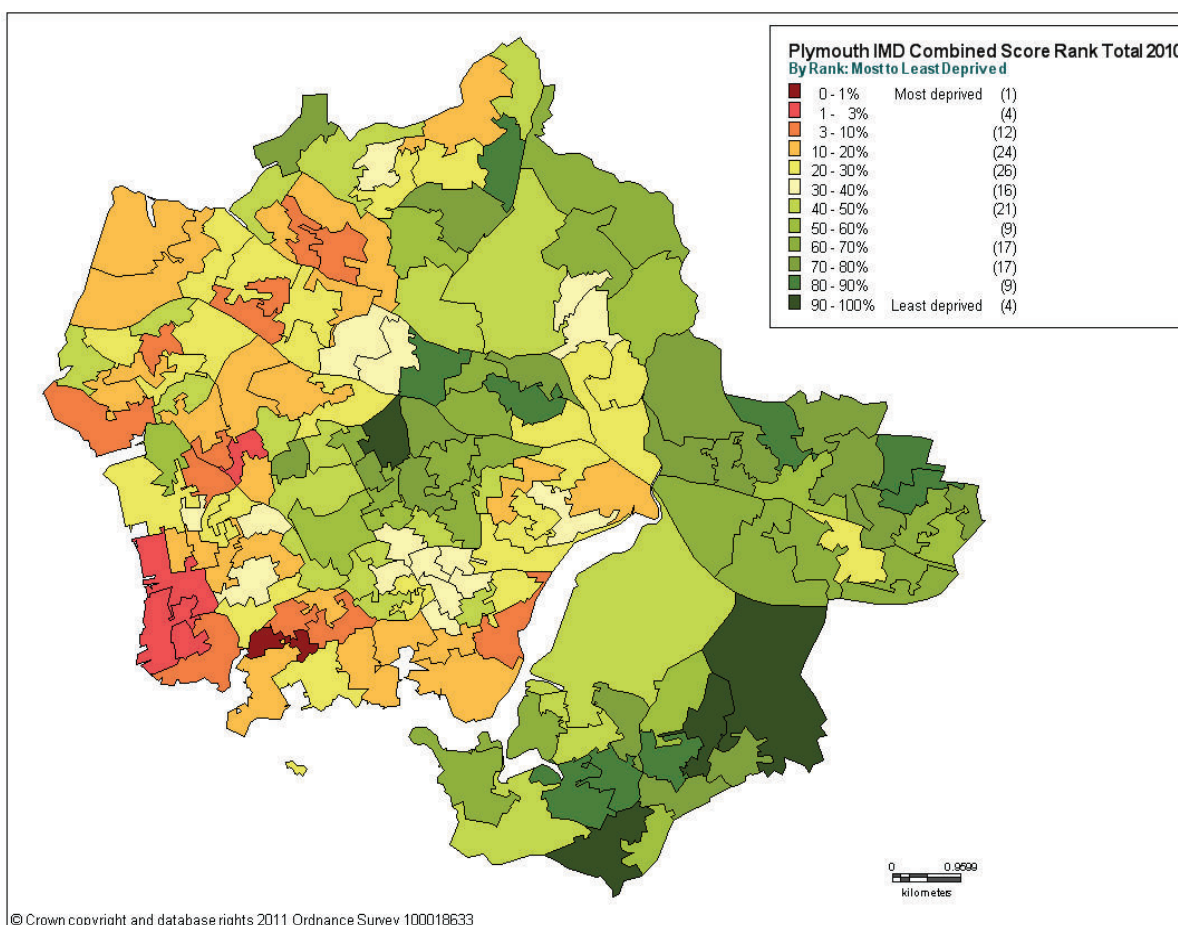 Plymouth IMD Combined Score Rank Total 2010
By Rank: Most to Least Deprived
0 - 1% Most deprived (1)
1 - 3% (4)
3 - 10% (12)
10 - 20% (24)
20 - 30% (26)
30 - 40% (16)
40 - 50% (21)
50 - 60% (9)
60 - 70% (17)
70 - 80% (17)
80 - 90% (9)
90 - 100% Least deprived (4)
0 0.9599
kilometers
© Crown copyright and database rights 2011 Ordnance Survey 100018633